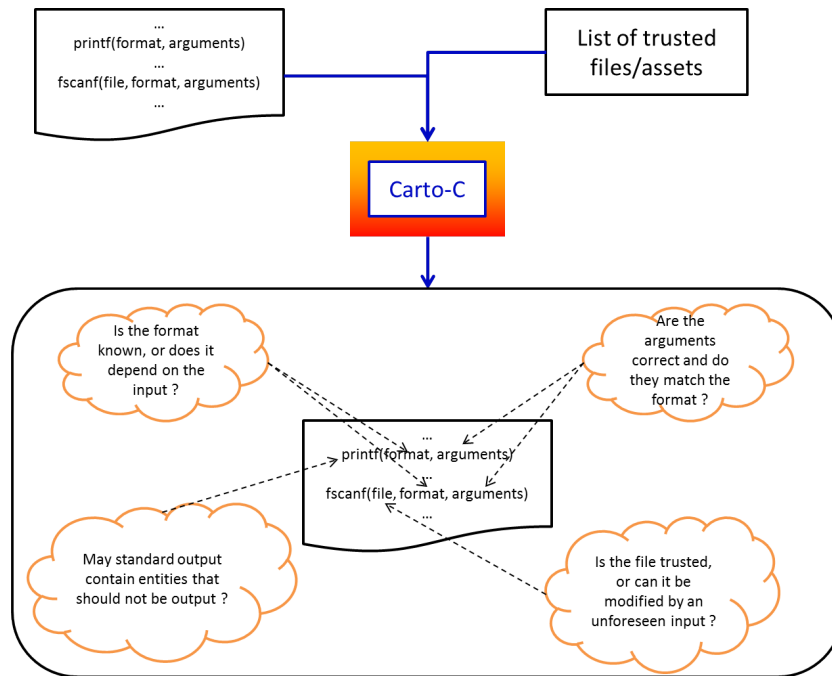 ...
printf(format, arguments)
...
fscanf(file, format, arguments)
...
List of trusted
files/assets
Carto-C
Is the format
known, or does it
depend on the
input ?
Are the
arguments
correct and do
they match the
format ?
...
printf(format, arguments)
...
fscanf(file, format, arguments)
...
May standard output
contain entities that
should not be output ?
Is the file trusted,
or can it be
modified by an
unforeseen input ?